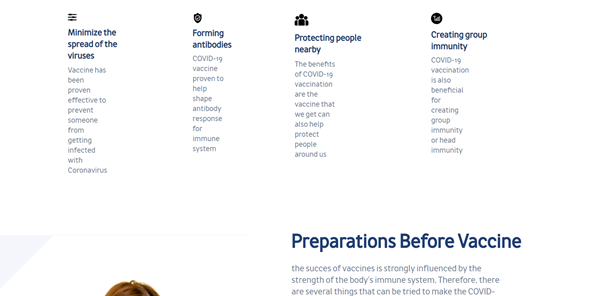 Minimize the
spread of the
viruses
Vaccine has
been
proven
effective to
prevent
someone
from
getting
infected
with
Coronavirus
Forming
antibodies
COVID-19
vaccine
proven to
help
shape
antibody
response
for
immune
system
Protecting people
nearby
The benefits
of COVID-19
vaccination
are the
vaccine that
we get can
also help
protect
people
around us
Creating group
immunity
COVID-19
vaccination
is also
beneficial
for
creating
group
immunity
or head
immunity
Preparations Before Vaccine
the succes of vaccines is strongly influenced by the
strength of the body's immune system. Therefore, there
are several things that can be tried to make the COVID-